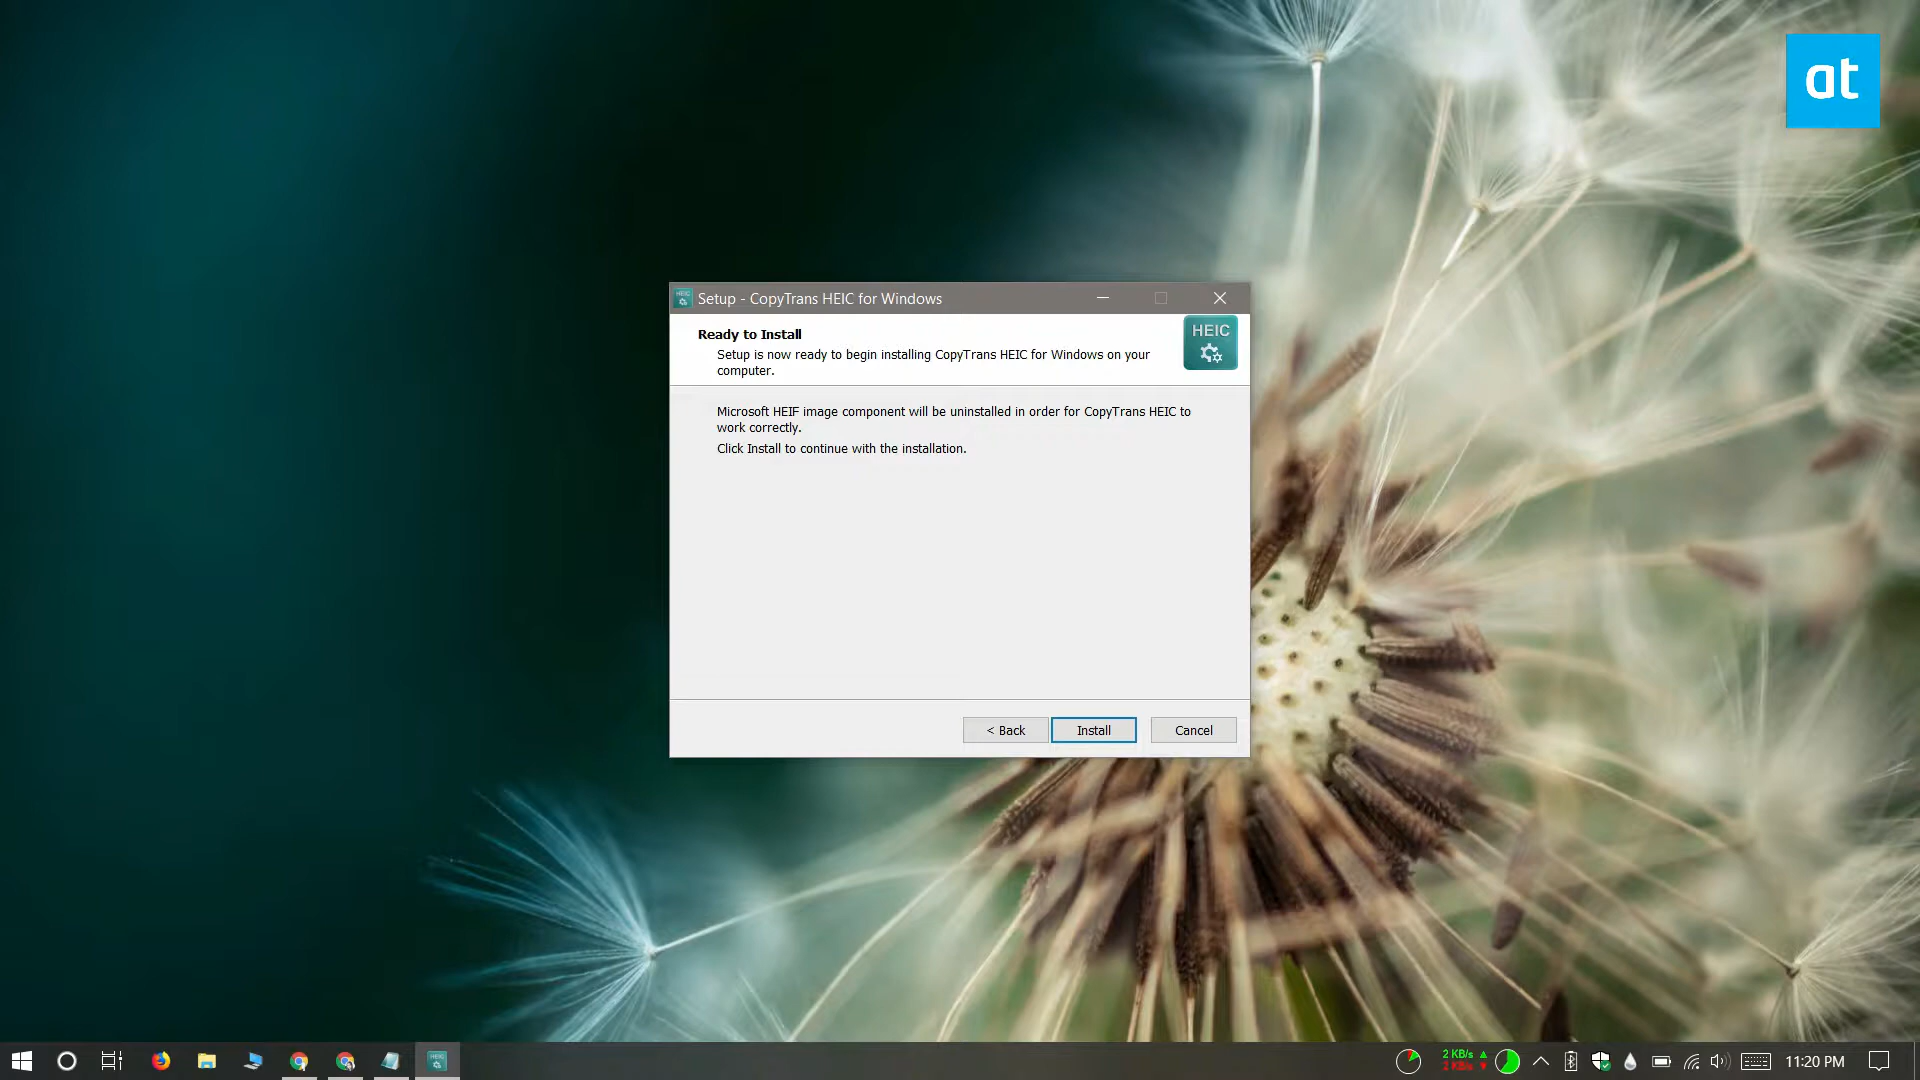 at
Setup - CopyTrans HEIC for Windows
Ready to Install
Setup is now ready to begin installing CopyTrans HEIC for Windows on your
computer.
HEIC
Microsoft HEIF image component will be uninstalled in order for CopyTrans HEIC to
work correctly.
Click Install to continue with the installation.
< Back
Install
Cancel
2 KB/s
2 KB/s
11:20 PM